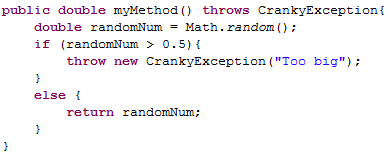 public double myMethod() throws CrankyException{
    double randomNum = Math.random();
    if (randomNum > 0.5){
        throw new CrankyException("Too big");
    }
    else {
        return randomNum;
    }
}